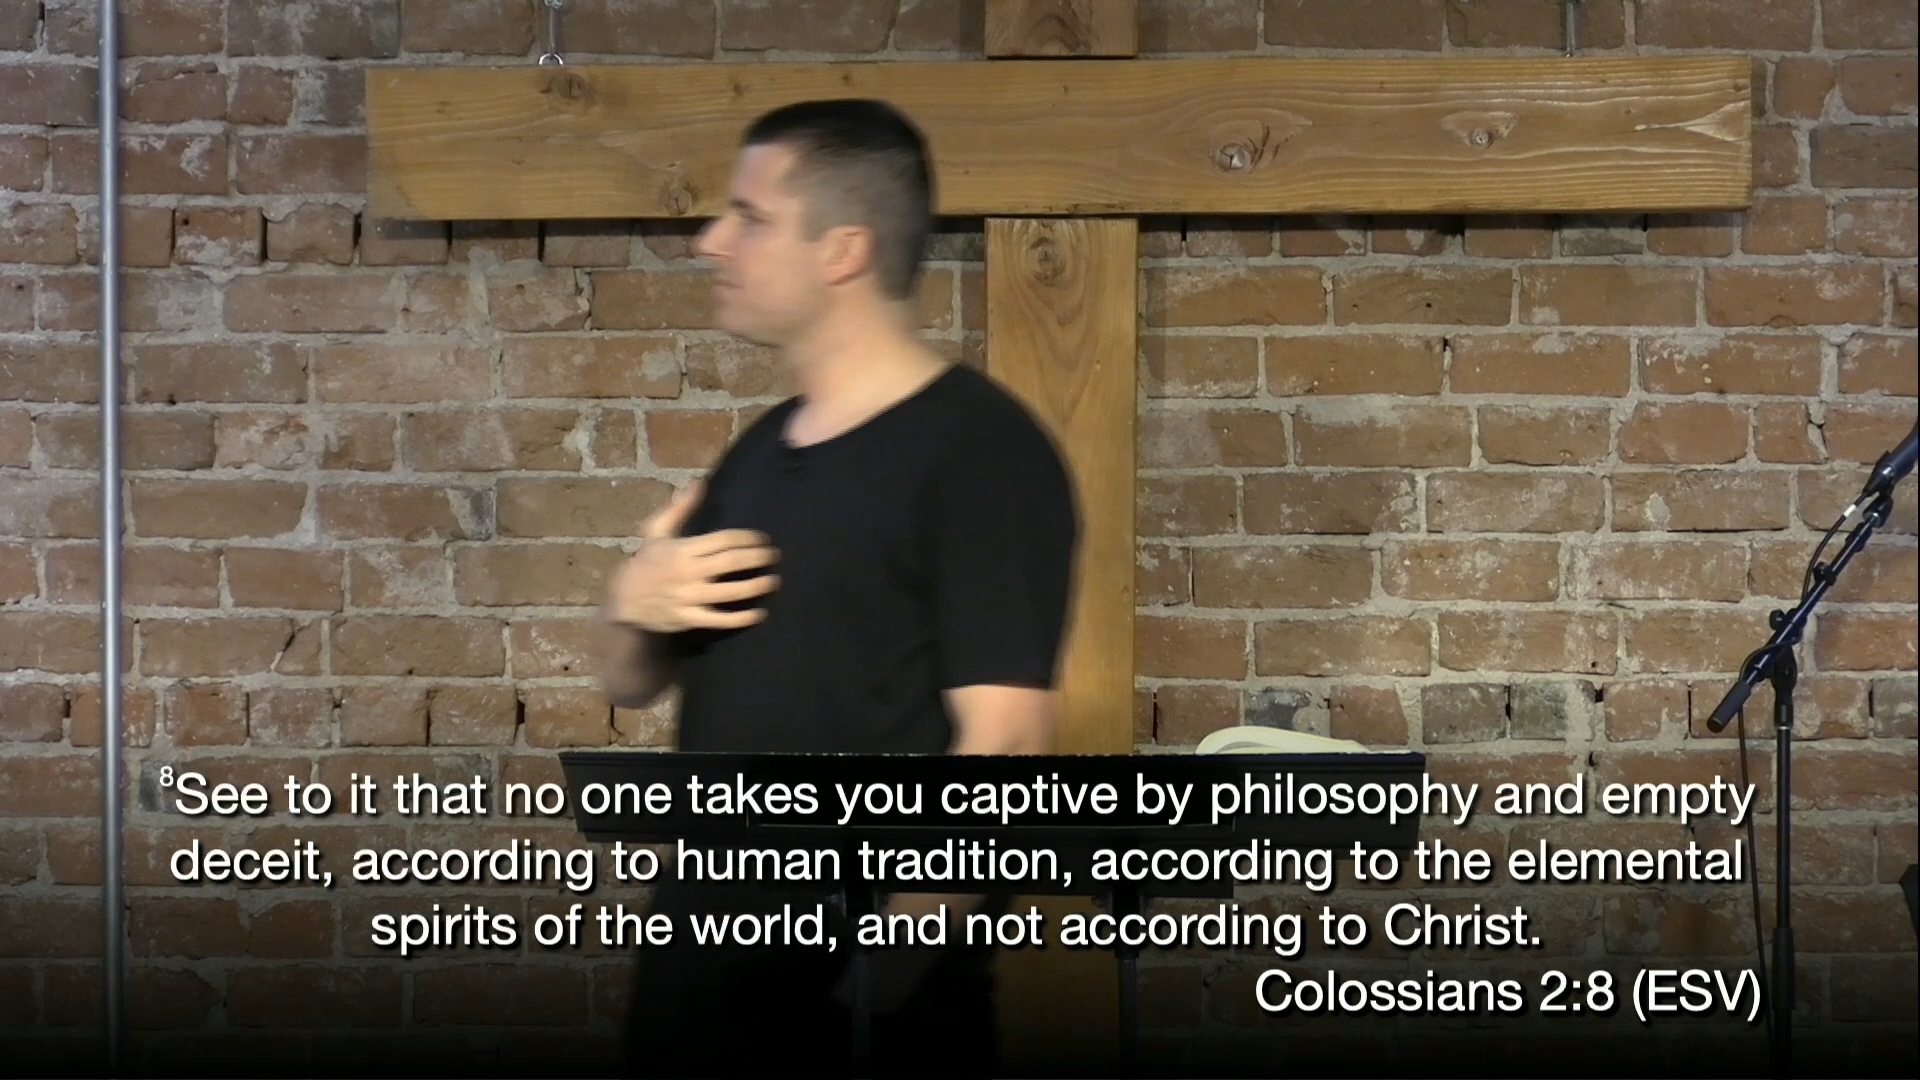 8See to it that no one takes you captive by philosophy and empty
deceit, according to human tradition, according to the elemental
spirits of the world, and not according to Christ.
Colossians 2:8 (ESV)